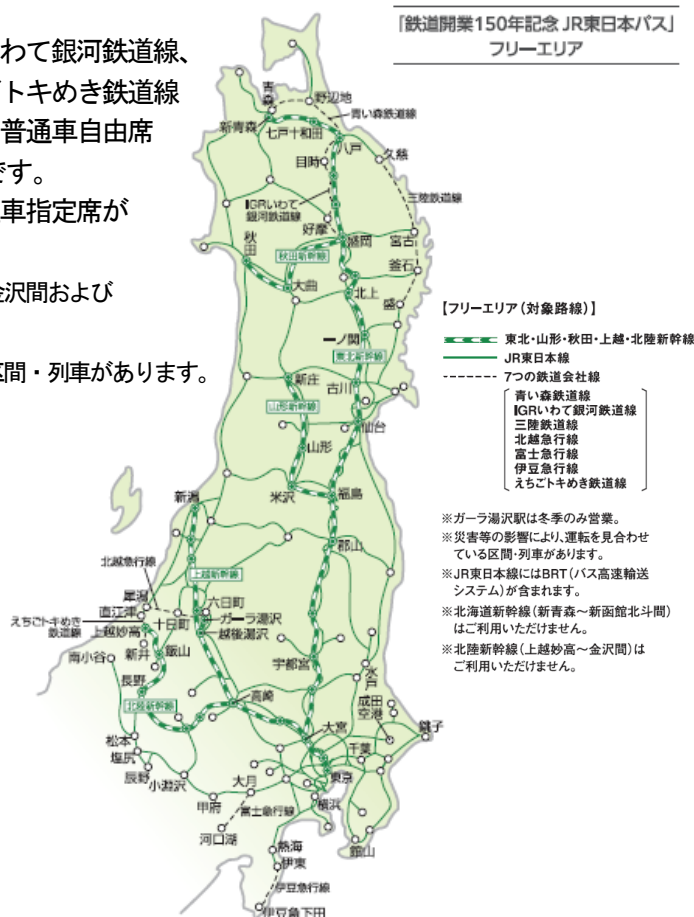 わて銀河鉄道線、
トキめき鉄道線
普通車自由席
です。
車指定席が
金沢間および
区間・列車があります。
「鉄道開業150年記念 JR東日本パス」
フリーエリア
青森
野辺地
青い森鉄道線
新青森
七戸十和田
八戸
目時
久慈
三陸鉄道線
IGRいわて
銀河鉄道線
好摩
盛岡
宮古
秋田
秋田新幹線
釜石
大曲
北上
盛
一ノ関
東北新幹線
新庄
古川
山形新幹線
仙台
山形
米沢
福島
新潟
郡山
北越急行線
上越新幹線
犀潟
直江津
六日町
えちごトキめき
鉄道線
上越妙高
十日町
ガーラ湯沢
越後湯沢
南小谷
新井
飯山
長野
宇都宮
水戸
北陸新幹線
高崎
成田
空港
銚子
大宮
松本
千葉
塩尻
東京
辰野
小淵沢
大月
甲府
富士急行線
横浜
河口湖
熱海
館山
伊東
伊豆急行線
伊豆急下田
【フリーエリア(対象路線)】
東北・山形・秋田・上越・北陸新幹線
JR東日本線
7つの鉄道会社線
青い森鉄道線
IGRいわて銀河鉄道線
三陸鉄道線
北越急行線
富士急行線
伊豆急行線
えちごトキめき鉄道線
※ガーラ湯沢駅は冬季のみ営業。
※災害等の影響により、運転を見合わせ
ている区間・列車があります。
※JR東日本線にはBRT(バス高速輸送
システム)が含まれます。
※北海道新幹線(新青森〜新函館北斗間)
はご利用いただけません。
※北陸新幹線(上越妙高〜金沢間)は
ご利用いただけません。